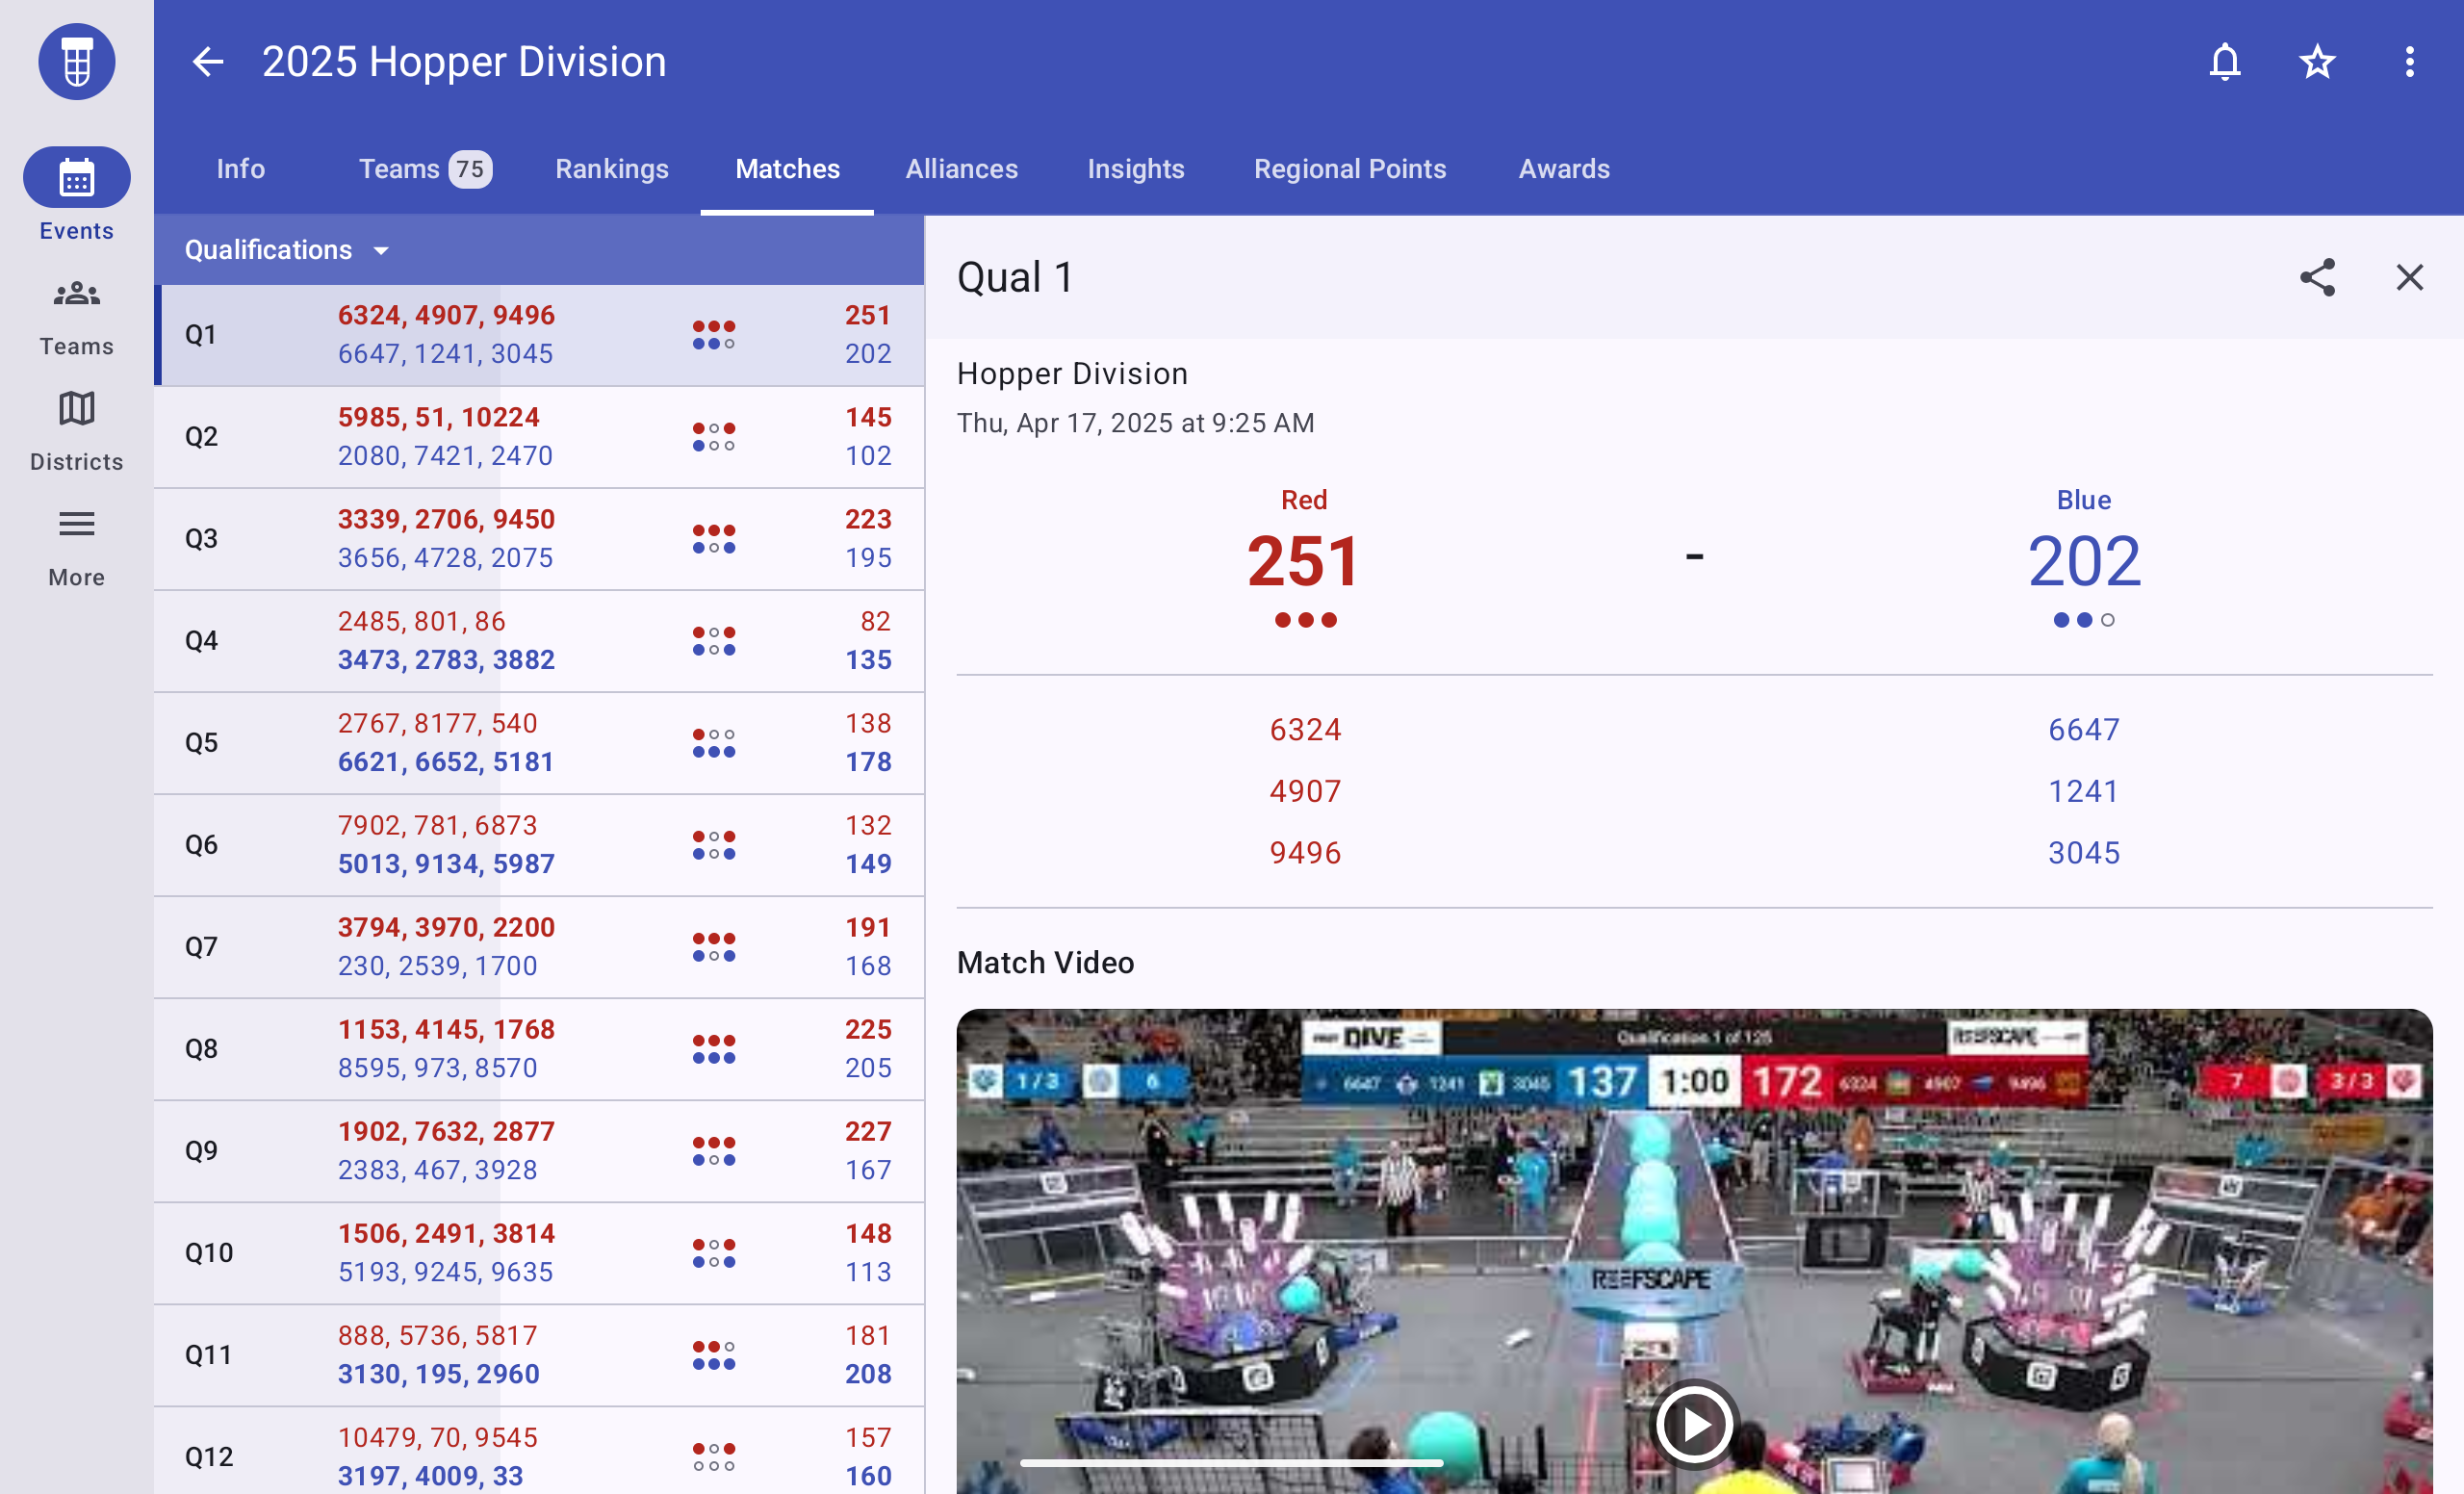 2025 Hopper Division
Info
Teams 75
Rankings
Matches
Alliances
Insights
Regional Points
Awards
Events
Teams
Districts
More
Qualifications
Q1
6324, 4907, 9496
251
6647, 1241, 3045
202
Q2
5985, 51, 10224
145
2080, 7421, 2470
102
Q3
3339, 2706, 9450
223
3656, 4728, 2075
195
Q4
2485, 801, 86
82
3473, 2783, 3882
135
Q5
2767, 8177, 540
138
6621, 6652, 5181
178
Q6
7902, 781, 6873
132
5013, 9134, 5987
149
Q7
3794, 3970, 2200
191
230, 2539, 1700
168
Q8
1153, 4145, 1768
225
8595, 973, 8570
205
Q9
1902, 7632, 2877
227
2383, 467, 3928
167
Q10
1506, 2491, 3814
148
5193, 9245, 9635
113
Q11
888, 5736, 5817
181
3130, 195, 2960
208
Q12
10479, 70, 9545
157
3197, 4009, 33
160
Qual 1
Hopper Division
Thu, Apr 17, 2025 at 9:25 AM
Red
Blue
251 - 202
6324
6647
4907
1241
9496
3045
Match Video
DIVE
Qualification 1 of 125
REEFSCAPE
1/3 6
6647 1241 3045 137 1:00 172 6324 4907 9496
7 3/3
REEFSCAPE